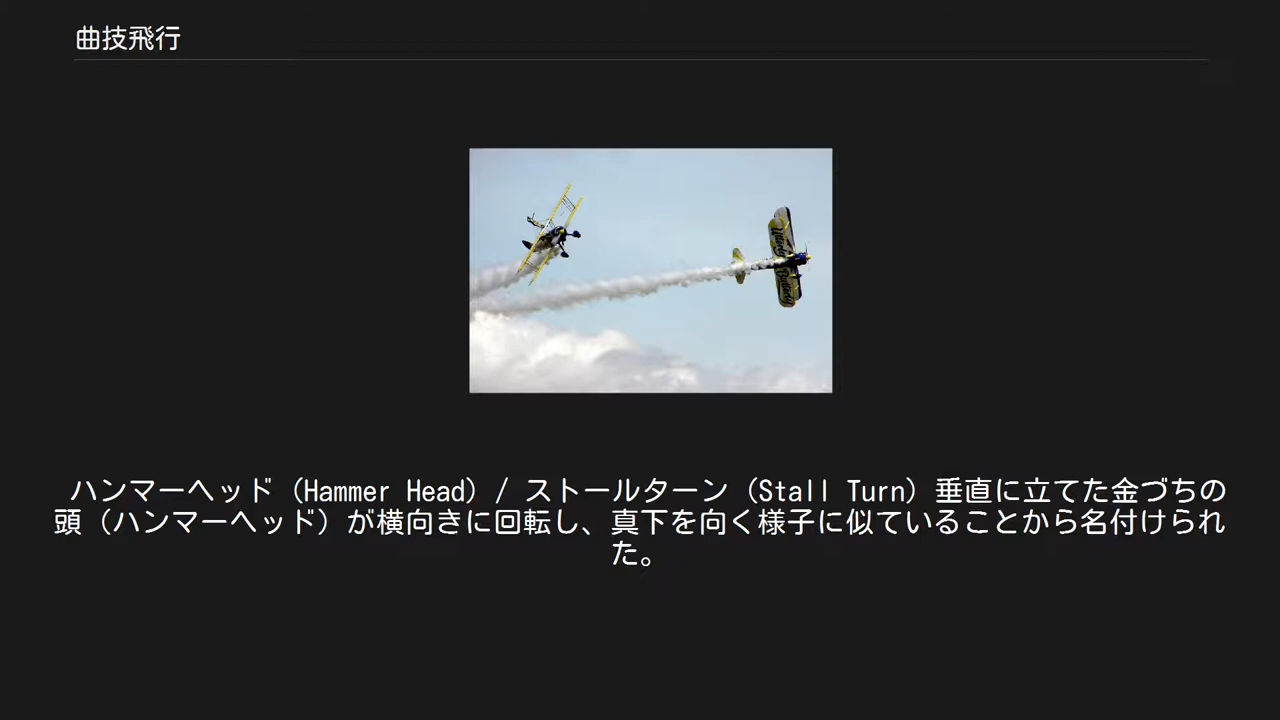 曲技飛行
ハンマーヘッド（Hammer Head）/ ストールターン（Stall Turn）垂直に立てた金づちの
頭（ハンマーヘッド）が横向きに回転し、真下を向く様子に似ていることから名付けられ
た。